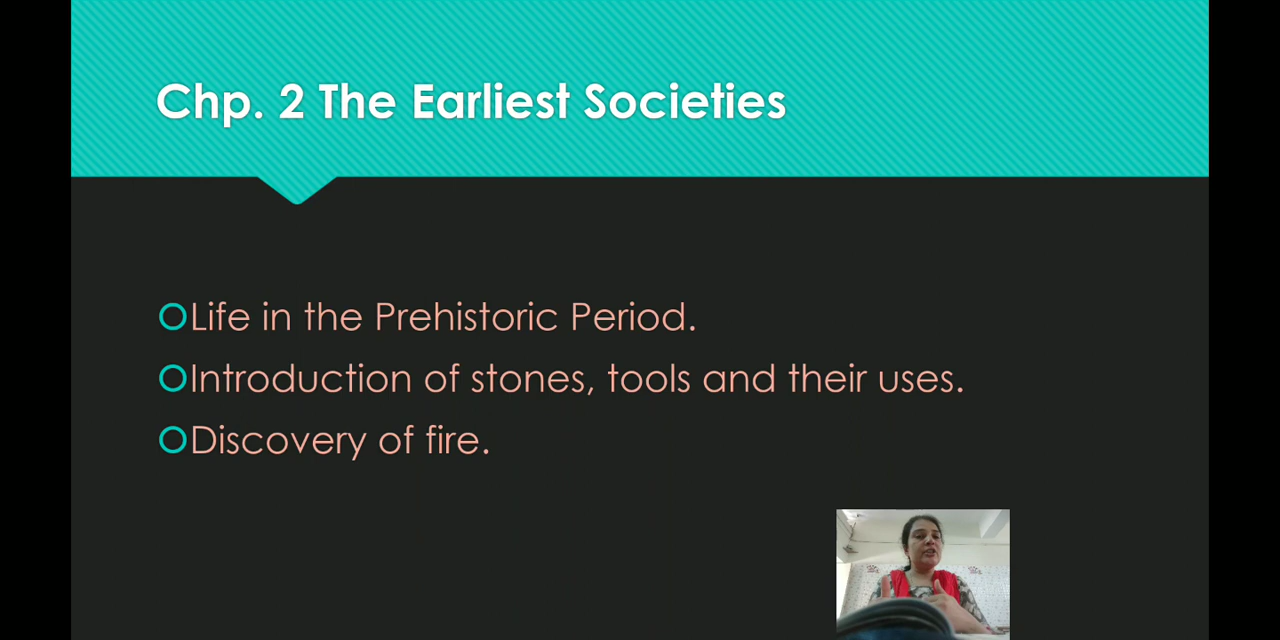 Chp. 2 The Earliest Societies
Life in the Prehistoric Period.
Introduction of stones, tools and their uses.
Discovery of fire.